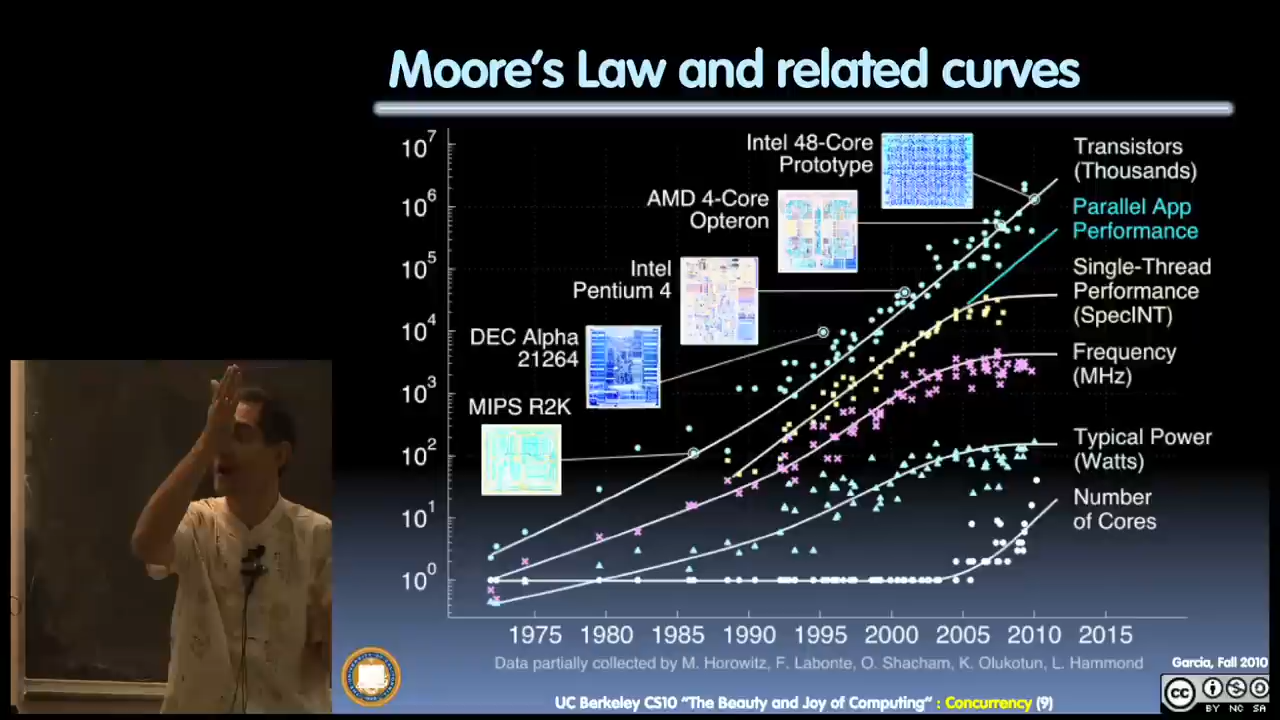 Moore's Law and related curves
10^7
10^6
10^5
10^4
10^3
10^2
10^1
10^0
Intel 48-Core
Prototype
AMD 4-Core
Opteron
Intel
Pentium 4
DEC Alpha
21264
MIPS R2K
Transistors
(Thousands)
Parallel App
Performance
Single-Thread
Performance
(SpecINT)
Frequency
(MHz)
Typical Power
(Watts)
Number
of Cores
1975 1980 1985 1990 1995 2000 2005 2010 2015
Data partially collected by M. Horowitz, F. Labonte, O. Shacham, K. Olukotun, L. Hammond
Garcia, Fall 2010
UC Berkeley CS10 "The Beauty and Joy of Computing" : Concurrency (9)
cc
BY NC SA